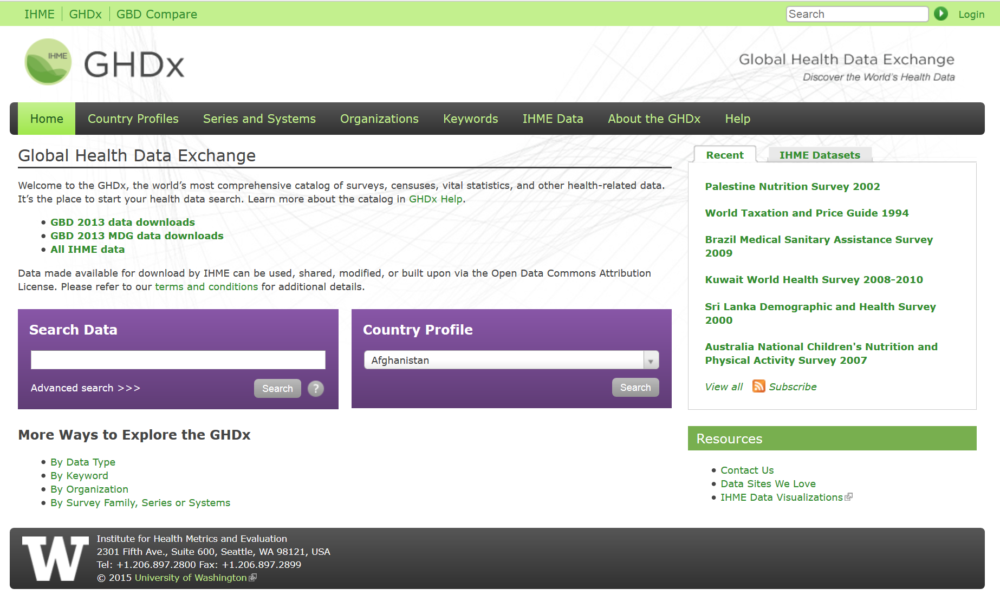 IHME GHDx GBD Compare
Search
Login
IHME
GHDx
Global Health Data Exchange
Discover the World's Health Data
Home Country Profiles Series and Systems Organizations Keywords IHME Data About the GHDx Help
Global Health Data Exchange
Welcome to the GHDx, the world’s most comprehensive catalog of surveys, censuses, vital statistics, and other health-related data.
It’s the place to start your health data search. Learn more about the catalog in GHDx Help.
• GBD 2013 data downloads
• GBD 2013 MDG data downloads
• All IHME data
Data made available for download by IHME can be used, shared, modified, or built upon via the Open Data Commons Attribution
License. Please refer to our terms and conditions for additional details.
Search Data
Advanced search >>>
Search
?
Country Profile
Afghanistan
Search
More Ways to Explore the GHDx
• By Data Type
• By Keyword
• By Organization
• By Survey Family, Series or Systems
Recent
IHME Datasets
Palestine Nutrition Survey 2002
World Taxation and Price Guide 1994
Brazil Medical Sanitary Assistance Survey
2009
Kuwait World Health Survey 2008-2010
Sri Lanka Demographic and Health Survey
2000
Australia National Children's Nutrition and
Physical Activity Survey 2007
View all Subscribe
Resources
• Contact Us
• Data Sites We Love
• IHME Data Visualizations
W
Institute for Health Metrics and Evaluation
2301 Fifth Ave., Suite 600, Seattle, WA 98121, USA
Tel: +1.206.897.2800 Fax: +1.206.897.2899
© 2015 University of Washington